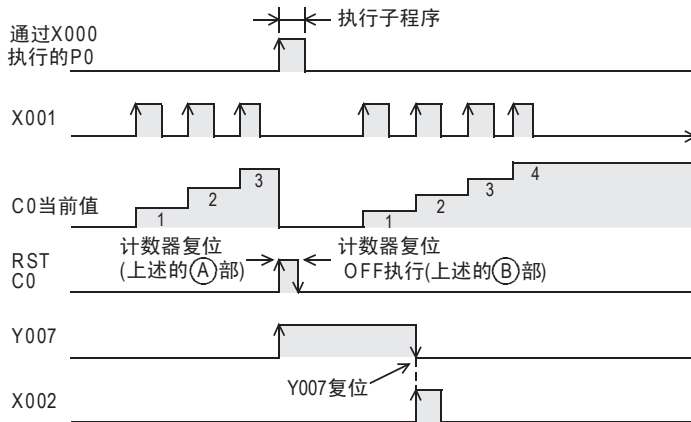 执行子程序
通过X000
执行的P0
X001
C0当前值
1
2
3
1
2
3
4
计数器复位
(上述的Ⓐ部)
计数器复位
OFF执行(上述的Ⓑ部)
RST
C0
Y007
Y007复位
X002